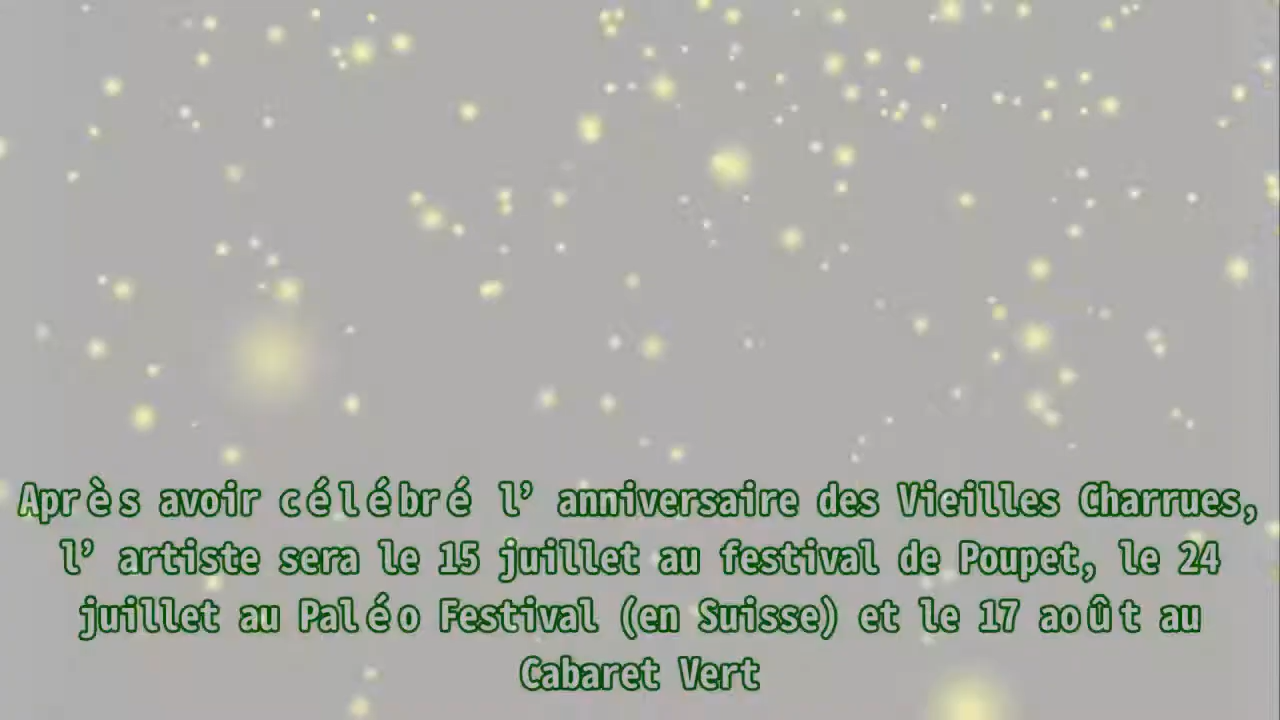 Après avoir célébré l’ anniversaire des Vieilles Charrues,
l’ artiste sera le 15 juillet au festival de Poupet, le 24
juillet au Paléo Festival (en Suisse) et le 17 août au
Cabaret Vert